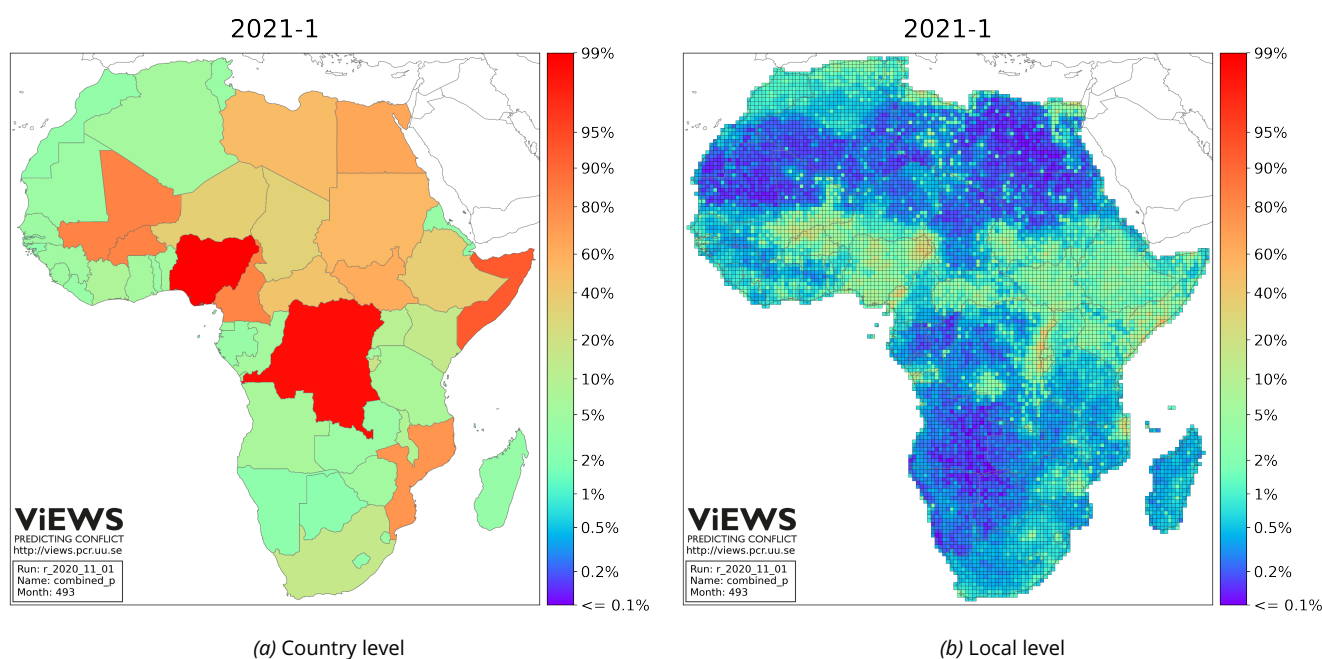 2021-1
99%
95%
90%
80%
60%
40%
20%
10%
5%
2%
1%
0.5%
0.2%
<= 0.1%
ViEWS
PREDICTING CONFLICT
http://views.pcr.uu.se
Run: r_2020_11_01
Name: combined_p
Month: 493
(a) Country level
2021-1
99%
95%
90%
80%
60%
40%
20%
10%
5%
2%
1%
0.5%
0.2%
<= 0.1%
ViEWS
PREDICTING CONFLICT
http://views.pcr.uu.se
Run: r_2020_11_01
Name: combined_p
Month: 493
(b) Local level